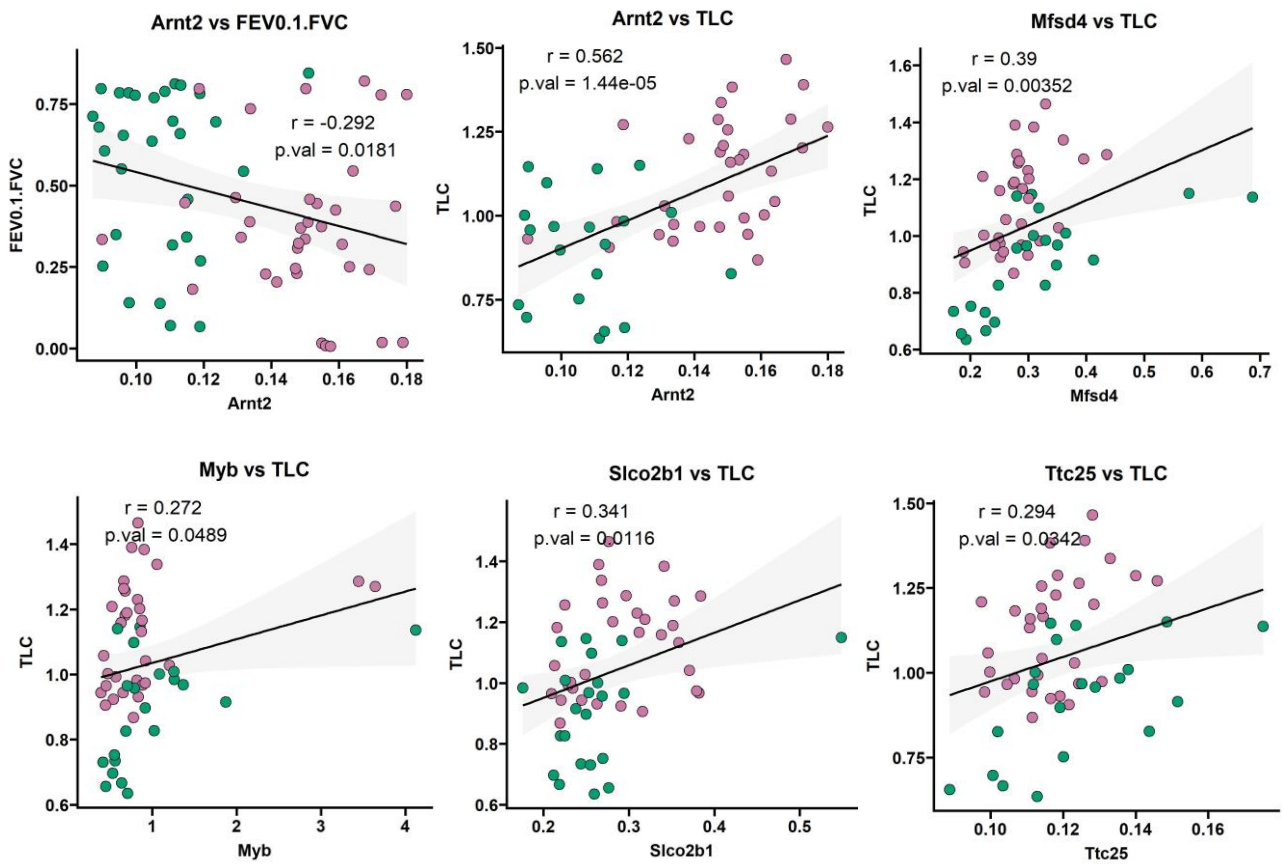 Arnt2 vs FEV0.1.FVC
r = -0.292
p.val = 0.0181
FEV0.1.FVC
0.75
0.50
0.25
0.00
0.10 0.12 0.14 0.16 0.18
Arnt2
Arnt2 vs TLC
r = 0.562
p.val = 1.44e-05
TLC
1.50
1.25
1.00
0.75
0.10 0.12 0.14 0.16 0.18
Arnt2
Mfsd4 vs TLC
r = 0.39
p.val = 0.00352
TLC
1.6
1.4
1.2
1.0
0.8
0.6
0.2 0.3 0.4 0.5 0.6 0.7
Mfsd4
Myb vs TLC
r = 0.272
p.val = 0.0489
TLC
1.4
1.2
1.0
0.8
0.6
1 2 3 4
Myb
Slco2b1 vs TLC
r = 0.341
p.val = 0.0116
TLC
1.4
1.2
1.0
0.8
0.6
0.2 0.3 0.4 0.5
Slco2b1
Ttc25 vs TLC
r = 0.294
p.val = 0.0342
TLC
1.50
1.25
1.00
0.75
0.10 0.12 0.14 0.16
Ttc25